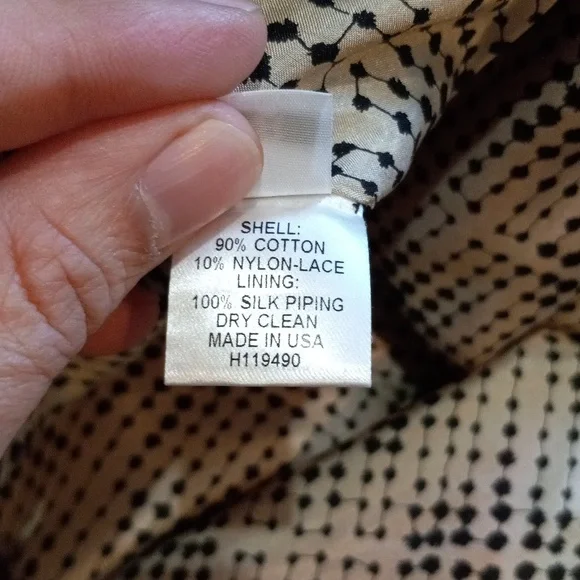 SHELL:
90% COTTON
10% NYLON-LACE
LINING:
100% SILK PIPING
DRY CLEAN
MADE IN USA
H119490